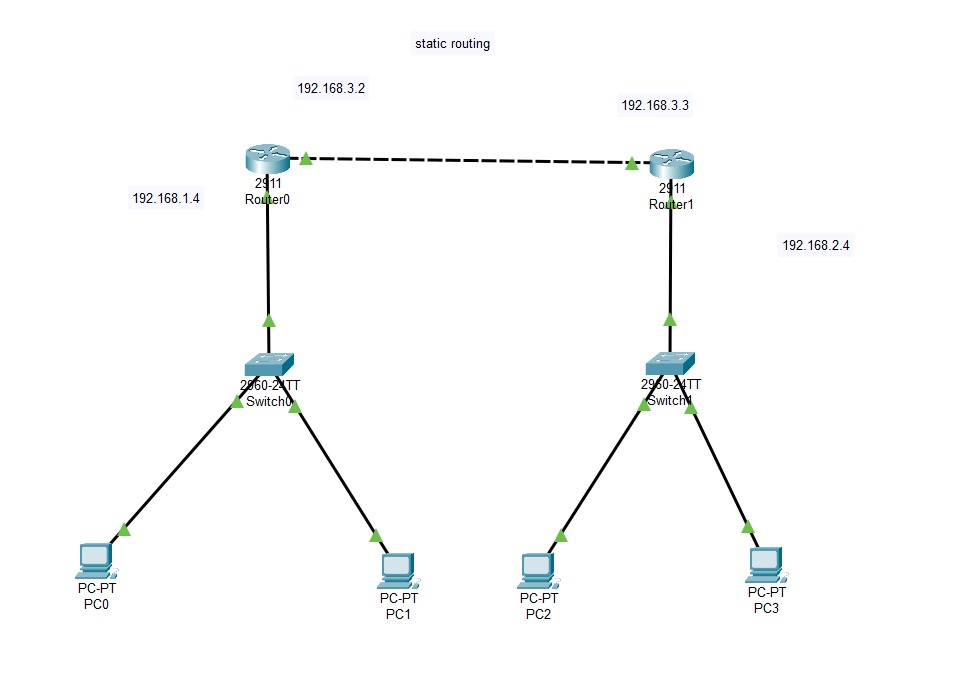 static routing
192.168.3.2
192.168.3.3
2911
Router0
2911
Router1
192.168.1.4
192.168.2.4
2960-24TT
Switch0
2960-24TT
Switch1
PC-PT
PC0
PC-PT
PC1
PC-PT
PC2
PC-PT
PC3